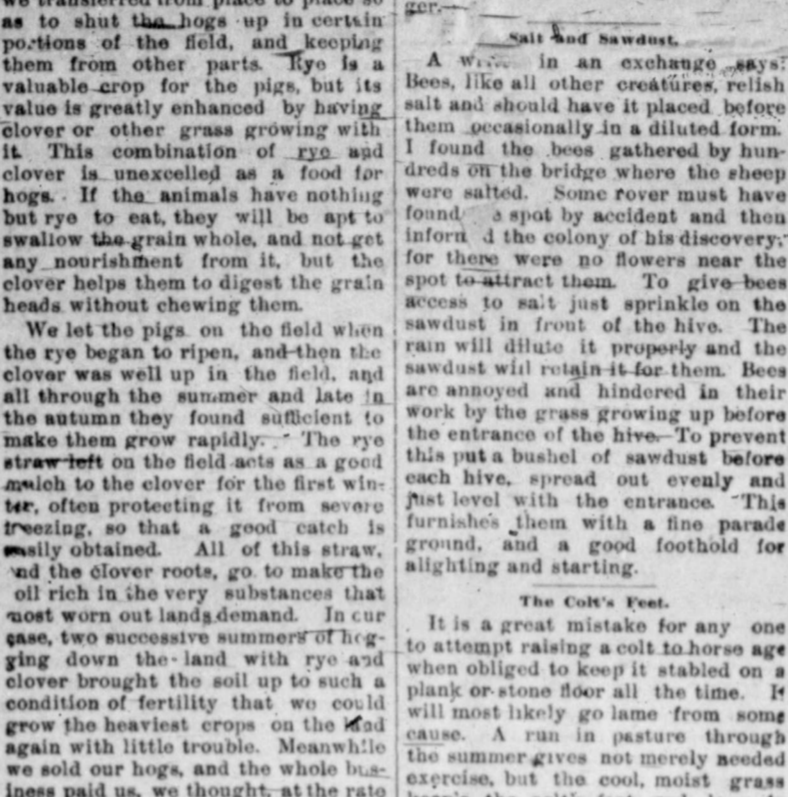 we transferred from place to place so
as to shut the hogs up in certain
portions of the field, and keeping
them from other parts. Rye is a
valuable crop for the pigs, but its
value is greatly enhanced by having
clover or other grass growing with
it. This combination of rye and
clover is unexcelled as a food for
hogs. If the animals have nothing
but rye to eat, they will be apt to
swallow the grain whole, and not get
any nourishment from it, but the
clover helps them to digest the grain
heads without chewing them.
We let the pigs on the field when
the rye began to ripen, and then the
clover was well up in the field, and
all through the summer and late in
the autumn they found sufficient to
make them grow rapidly. The rye
straw left on the field acts as a good
mulch to the clover for the first win-
ter, often protecting it from severe
freezing, so that a good catch is
easily obtained. All of this straw,
and the clover roots, go to make the
oil rich in the very substances that
most worn out lands demand. In our
case, two successive summers of hog-
ging down the land with rye and
clover brought the soil up to such a
condition of fertility that we could
grow the heaviest crops on the land
again with little trouble. Meanwhile
we sold our hogs, and the whole bus-
iness paid us, we thought, at the rate
ger.
Salt and Sawdust.
A in an exchange says:
Bees, like all other creatures, relish
salt and should have it placed before
them occasionally in a diluted form.
I found the bees gathered by hun-
dreds on the bridge where the sheep
were salted. Some rover must have
found a spot by accident and then
inform d the colony of his discovery,
for there were no flowers near the
spot to attract them. To give bees
access to salt just sprinkle on the
sawdust in front of the hive. The
rain will dilute it properly and the
sawdust will retain it for them. Bees
are annoyed and hindered in their
work by the grass growing up before
the entrance of the hive. To prevent
this put a bushel of sawdust before
each hive, spread out evenly and
just level with the entrance. This
furnishes them with a fine parade
ground, and a good foothold for
alighting and starting.
The Colt's Feet.
It is a great mistake for any one
to attempt raising a colt to horse age
when obliged to keep it stabled on a
plank or stone floor all the time. It
will most likely go lame from some
cause. A run in pasture through
the summer gives not merely needed
exercise, but the cool, moist grass